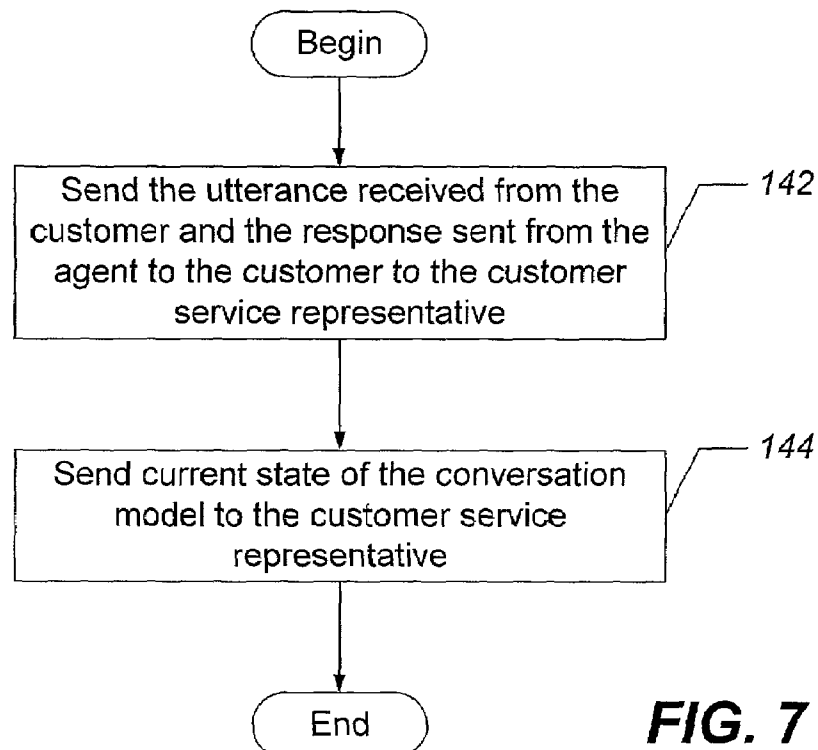 Begin
Send the utterance received from the
customer and the response sent from the
agent to the customer to the customer
service representative
142
Send current state of the conversation
model to the customer service
representative
144
End
FIG. 7